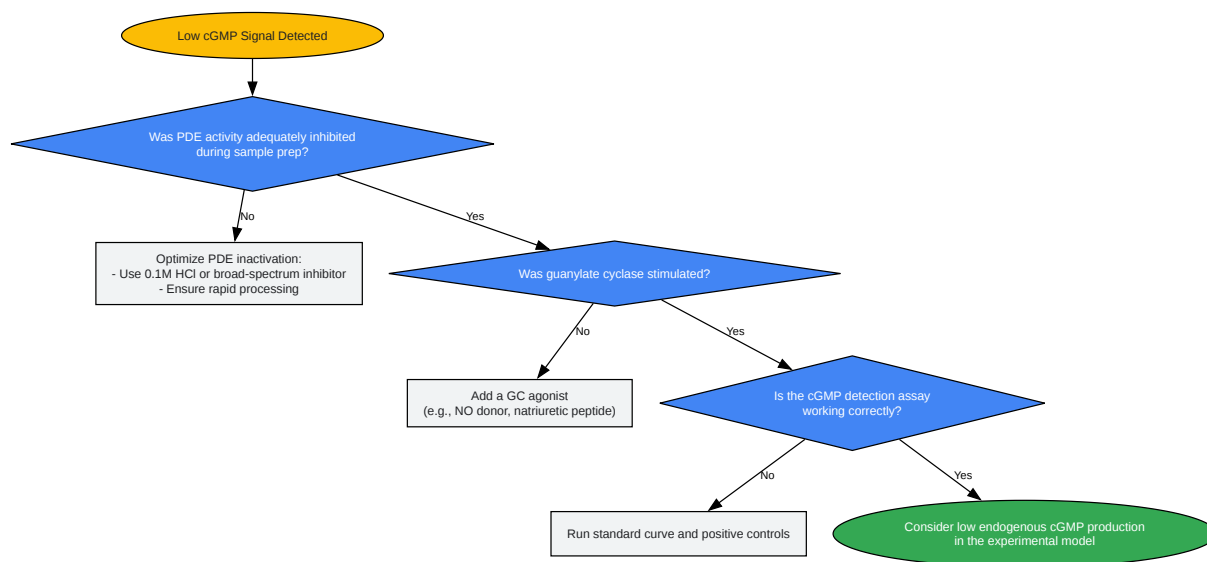 Low cGMP Signal Detected
Was PDE activity adequately inhibited
during sample prep?
No
Yes
Optimize PDE inactivation:
- Use 0.1M HCl or broad-spectrum inhibitor
- Ensure rapid processing
Was guanylate cyclase stimulated?
No
Yes
Add a GC agonist
(e.g., NO donor, natriuretic peptide)
Is the cGMP detection assay
working correctly?
No
Yes
Run standard curve and positive controls
Consider low endogenous cGMP production
in the experimental model